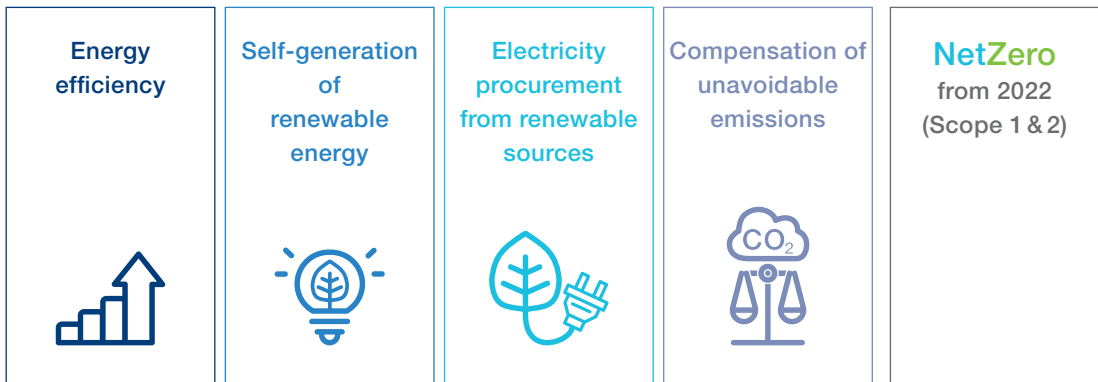 Energy
efficiency
Self-generation
of
renewable
energy
Electricity
procurement
from renewable
sources
Compensation of
unavoidable
emissions
CO₂
NetZero
from 2022
(Scope 1 & 2)